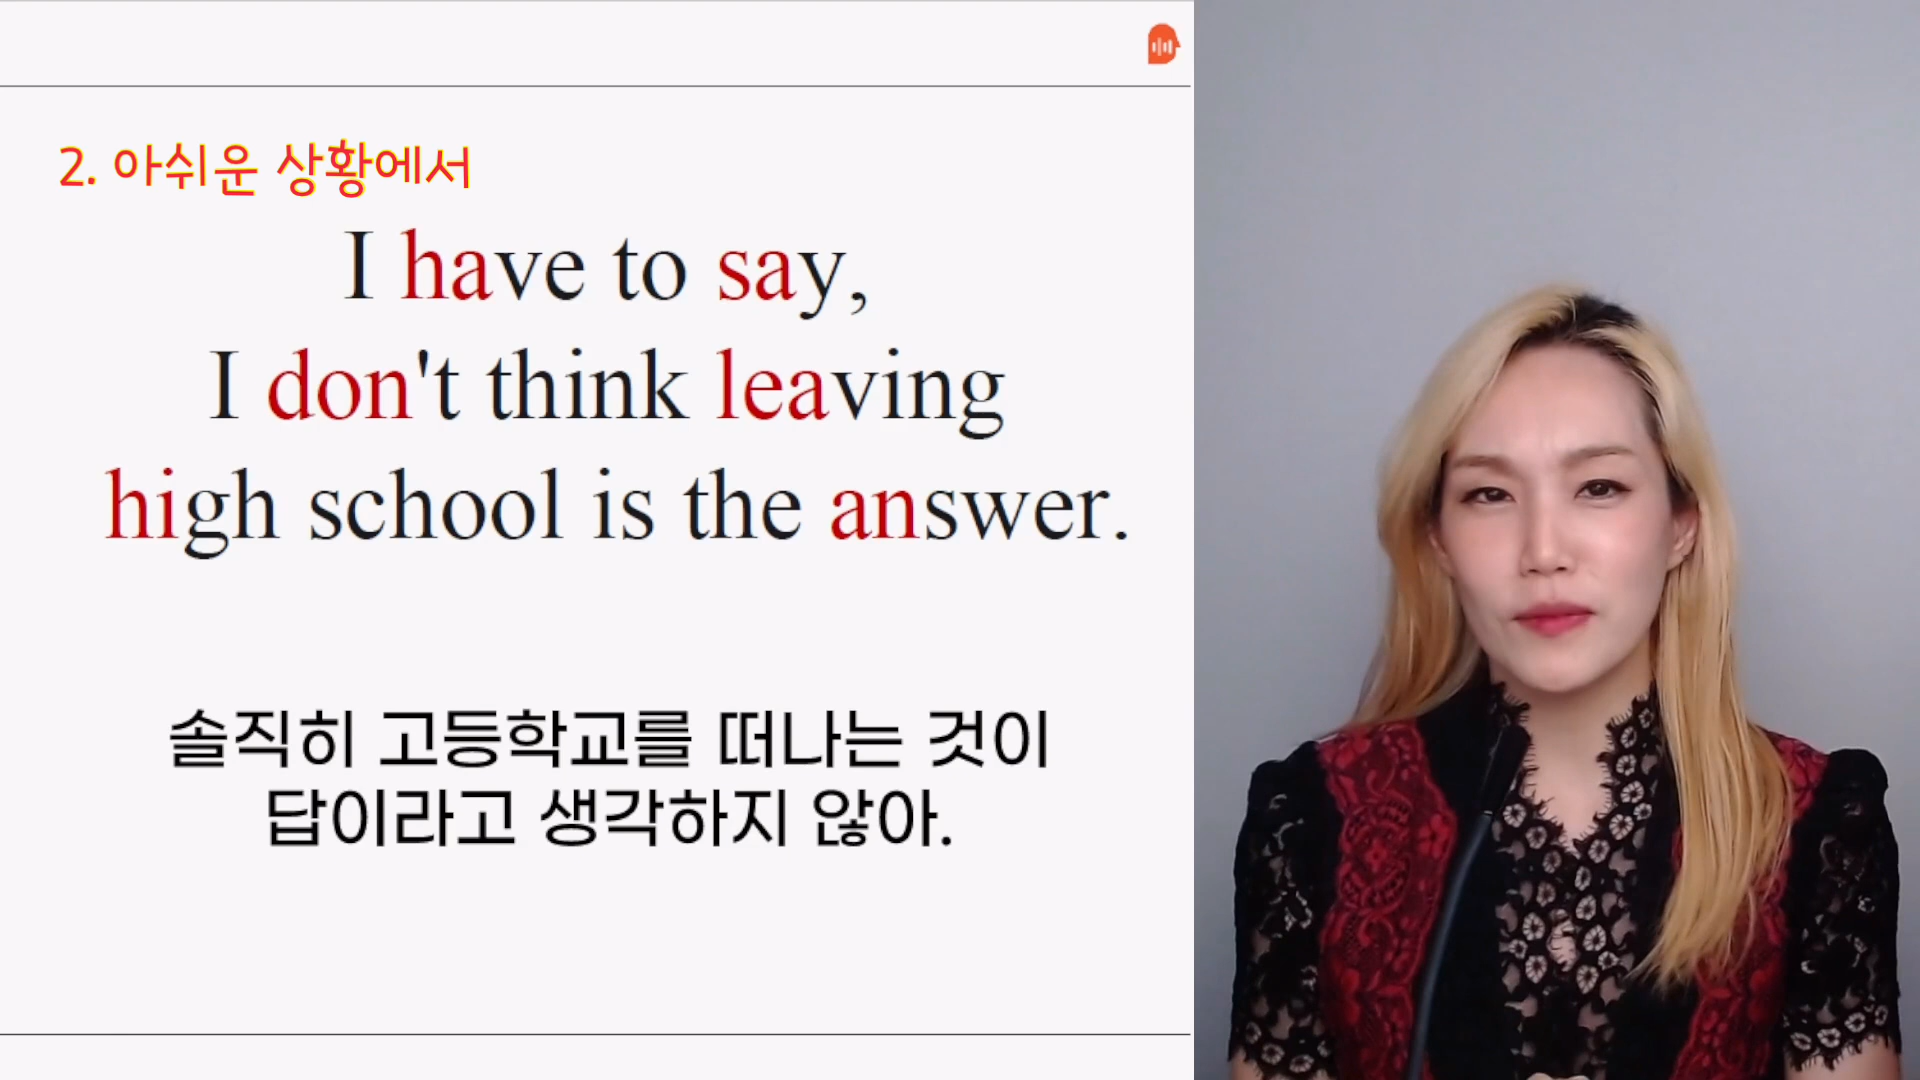 2. 아쉬운 상황에서
I have to say,
I don't think leaving
high school is the answer.
솔직히 고등학교를 떠나는 것이
답이라고 생각하지 않아.